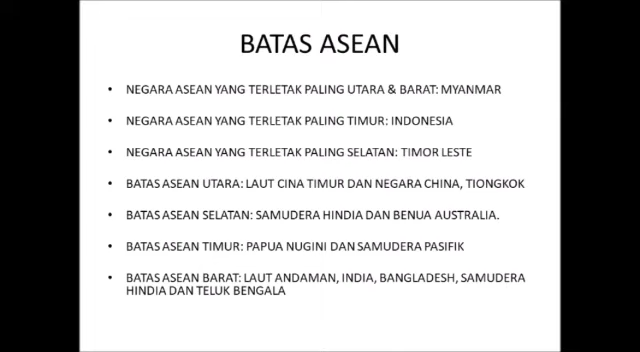 BATAS ASEAN
• NEGARA ASEAN YANG TERLETAK PALING UTARA & BARAT: MYANMAR
• NEGARA ASEAN YANG TERLETAK PALING TIMUR: INDONESIA
• NEGARA ASEAN YANG TERLETAK PALING SELATAN: TIMOR LESTE
• BATAS ASEAN UTARA: LAUT CINA TIMUR DAN NEGARA CHINA, TIONGKOK
• BATAS ASEAN SELATAN: SAMUDERA HINDIA DAN BENUA AUSTRALIA.
• BATAS ASEAN TIMUR: PAPUA NUGINI DAN SAMUDERA PASIFIK
• BATAS ASEAN BARAT: LAUT ANDAMAN, INDIA, BANGLADESH, SAMUDERA
HINDIA DAN TELUK BENGALA